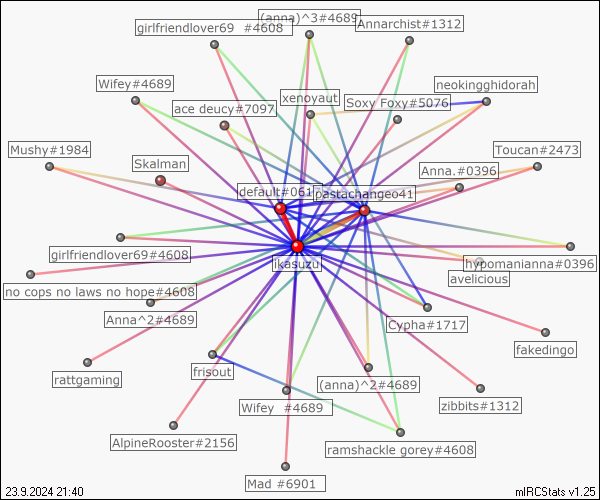 (anna)^3#4689
girlfriendlover69 #4608
Annarchist#1312
Wifey#4689
neokingghidorah
xenoyaut
Soxy Foxy#5076
ace deucy#7097
Mushy#1984
Toucan#2473
Skalman
Anna.#0396
default#061
pastachangeo41
girlfriendlover69#4608
ikasuzu
hypomanianna#0396
avelicious
no cops no laws no hope#4608
Anna^2#4689
Cypha#1717
fakedingo
rattgaming
frisout
(anna)^2#4689
Wifey #4689
zibbits#1312
AlpineRooster#2156
ramshackle gorey#4608
Mad #6901
23.9.2024 21:40
mIRCStats v1.25